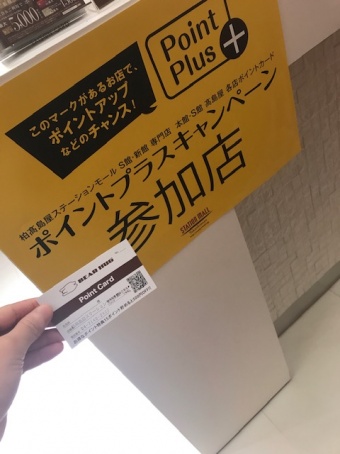 5,000
このマークがあるお店で、
ポイントアップ
などのチャンス!
Point
Plus +
柏高島屋ステーションモール S館・新館 専門店 本館・S館 高島屋 各店ポイントカード
ポイントプラスキャンペーン
参加店
STATION MALL
BEAR HUG
Point Card